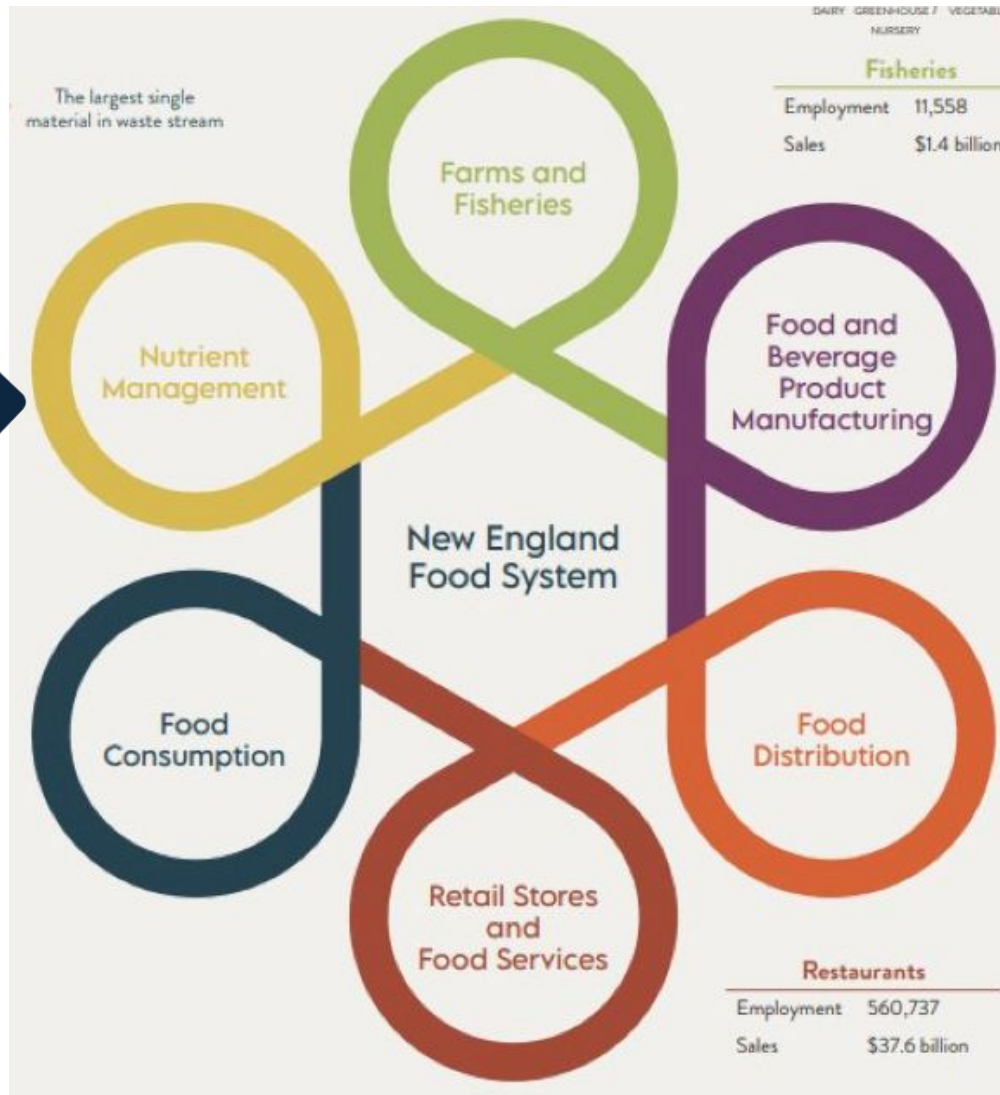 DAIRY GREENHOUSE / VEGETABL
NURSERY
Fisheries
Employment 11,558
Sales $1.4 billion
The largest single
material in waste stream
Farms and
Fisheries
Nutrient
Management
Food and
Beverage
Product
Manufacturing
New England
Food System
Food
Consumption
Food
Distribution
Retail Stores
and
Food Services
Restaurants
Employment 560,737
Sales $37.6 billion